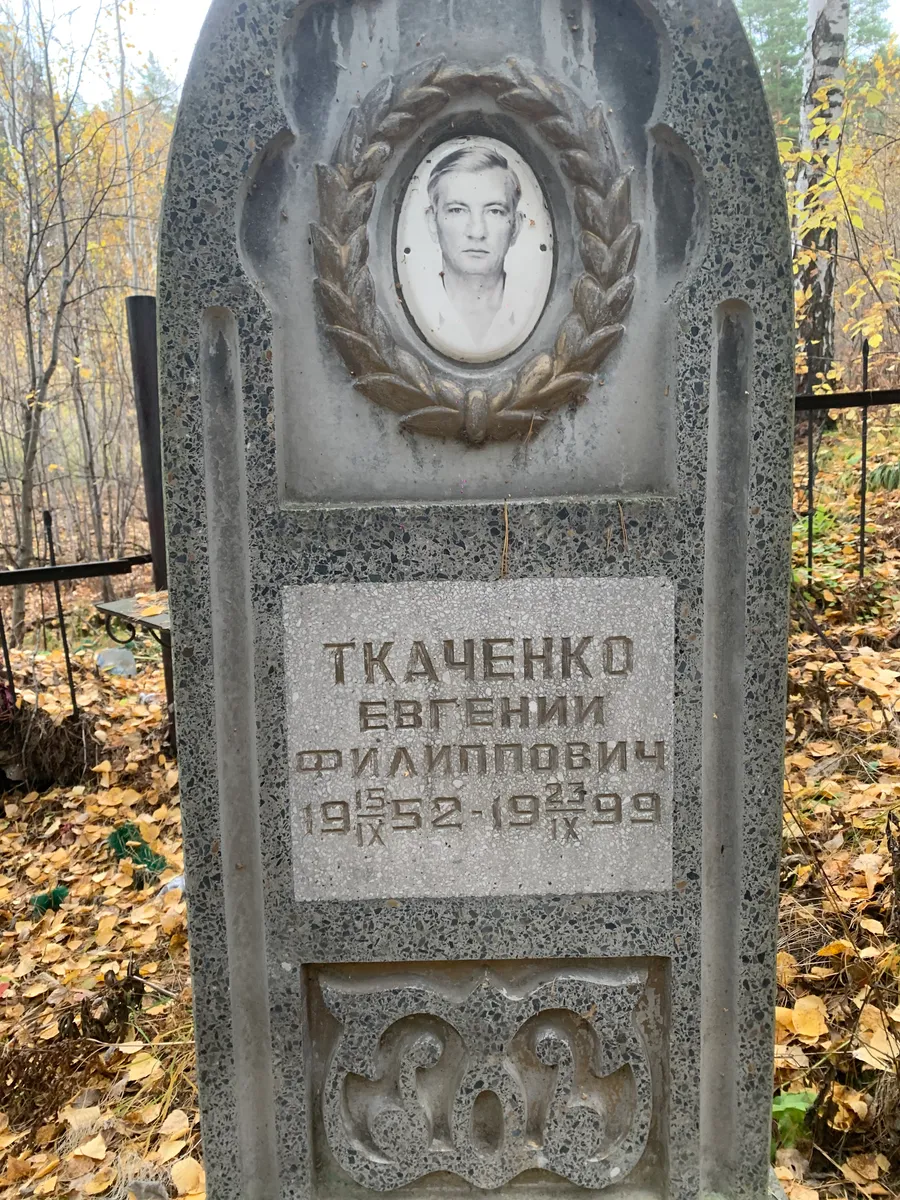 ТКАЧЕНКО
ЕВГЕНИИ
ФИЛИППОВИЧ
19 15/IX 52 - 19 23/IX 99